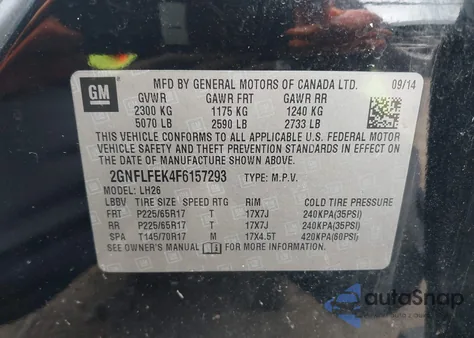 GM
MFD BY GENERAL MOTORS OF CANADA LTD. 09/14
GVWR GAWR FRT GAWR RR
2300 KG 1175 KG 1240 KG
5070 LB 2590 LB 2733 LB
THIS VEHICLE CONFORMS TO ALL APPLICABLE U.S. FEDERAL MOTOR
VEHICLE SAFETY, BUMPER, AND THEFT PREVENTION STANDARDS IN EFFECT
ON THE DATE OF MANUFACTURE SHOWN ABOVE.
2GNFLFEK4F6157293 TYPE: M.P.V.
MODEL: LH26
LBBV TIRE SIZE SPEED RTG RIM COLD TIRE PRESSURE
FRT P225/65R17 T 17X7J 240KPA(35PSI)
RR P225/65R17 T 17X7J 240KPA(35PSI)
SPA T145/70R17 M 17X4.5T 420KPA(60PSI)
SEE OWNER'S MANUAL FOR MORE INFORMATION.
autoSnap